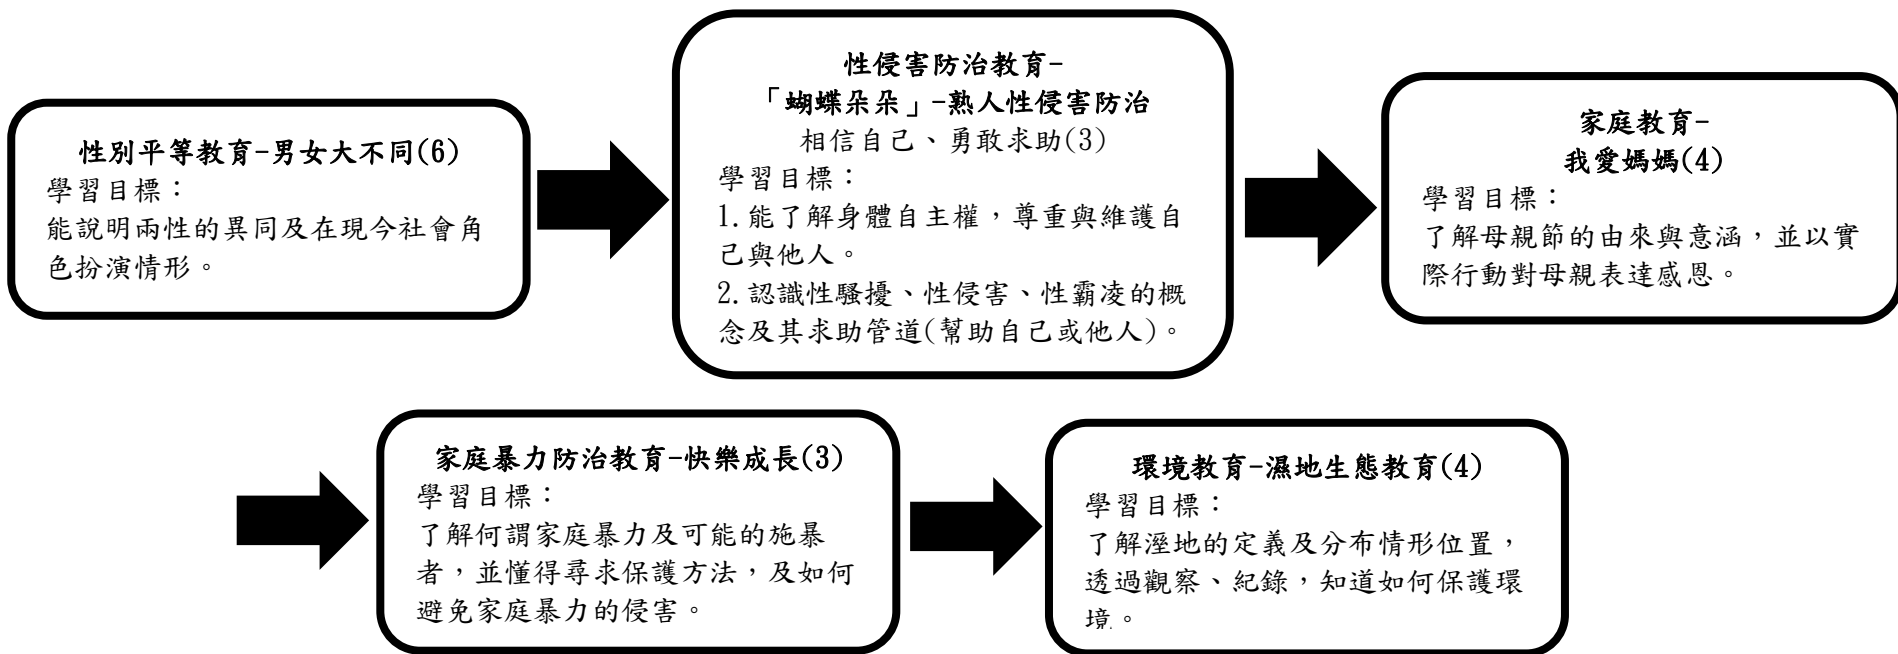 性別平等教育-男女大不同(6)
學習目標：
能說明兩性的異同及在現今社會角
色扮演情形。
性侵害防治教育-
「蝴蝶朵朵」-熟人性侵害防治
相信自己、勇敢求助(3)
學習目標：
1.能了解身體自主權，尊重與維護自
己與他人。
2.認識性騷擾、性侵害、性霸凌的概
念及其求助管道(幫助自己或他人)。
家庭教育-
我愛媽媽(4)
學習目標：
了解母親節的由來與意涵，並以實
際行動對母親表達感恩。
家庭暴力防治教育-快樂成長(3)
學習目標：
了解何謂家庭暴力及可能的施暴
者，並懂得尋求保護方法，及如何
避免家庭暴力的侵害。
環境教育-濕地生態教育(4)
學習目標：
了解溼地的定義及分布情形位置，
透過觀察、紀錄，知道如何保護環
境。